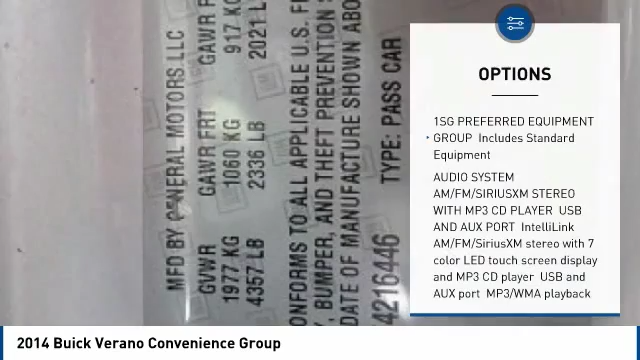 MFD BY GENERAL MOTORS LLC
GVWR GAWR FRT GAWR
1977 KG 1060 KG 917 KG
4357 LB 2336 LB 2021
CONFORMS TO ALL APPLICABLE U.S.
BUMPER, AND THEFT PREVENTION
DATE OF MANUFACTURE SHOWN
4216446 TYPE: PASS CAR
OPTIONS
1SG PREFERRED EQUIPMENT
GROUP Includes Standard
Equipment
AUDIO SYSTEM
AM/FM/SIRIUSXM STEREO
WITH MP3 CD PLAYER USB
AND AUX PORT IntelliLink
AM/FM/SiriusXM stereo with 7
color LED touch screen display
and MP3 CD player USB and
AUX port MP3/WMA playback
2014 Buick Verano Convenience Group